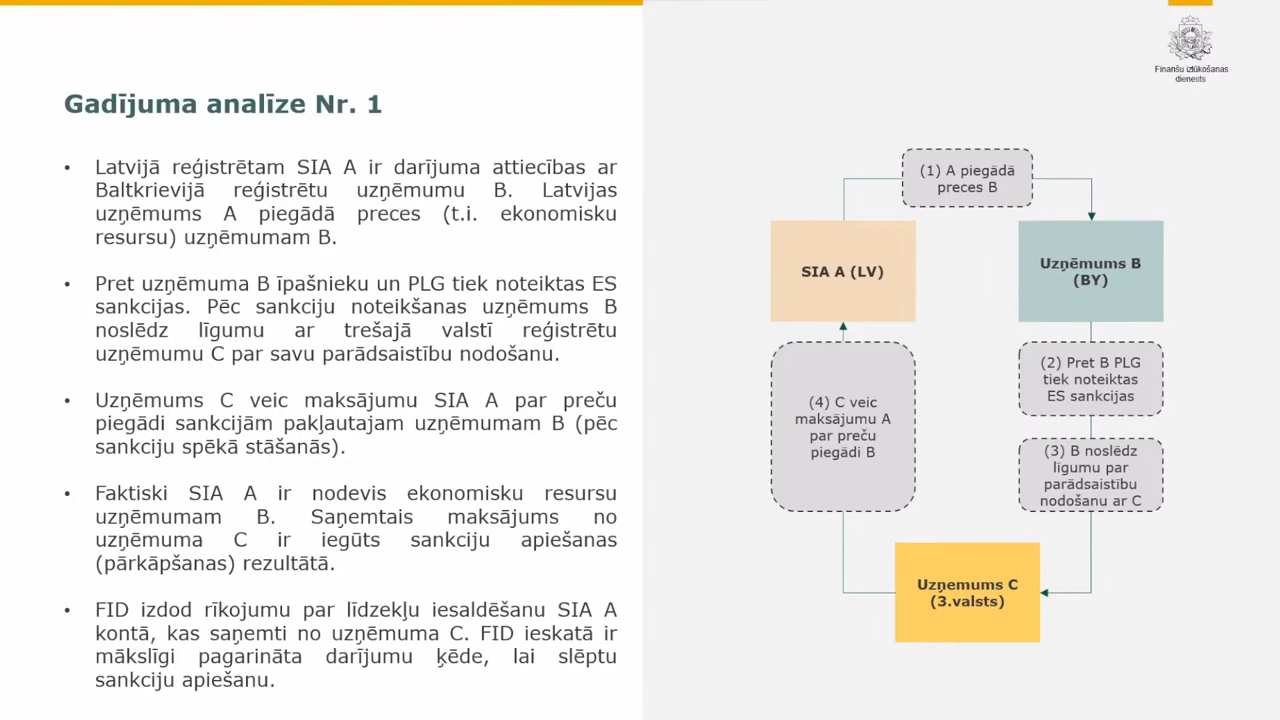 Finanšu izlūkošanas
dienests
Gadījuma analīze Nr. 1
• Latvijā reģistrētam SIA A ir darījuma attiecības ar
Baltkrievijā reģistrētu uzņēmumu B. Latvijas
uzņēmums A piegādā preces (t.i. ekonomisku
resursu) uzņēmumam B.
• Pret uzņēmuma B īpašnieku un PLG tiek noteiktas ES
sankcijas. Pēc sankciju noteikšanas uzņēmums B
noslēdz līgumu ar trešajā valstī reģistrētu
uzņēmumu C par savu parādsaistību nodošanu.
• Uzņēmums C veic maksājumu SIA A par preču
piegādi sankcijām pakļautajam uzņēmumam B (pēc
sankciju spēkā stāšanās).
• Faktiski SIA A ir nodevis ekonomisku resursu
uzņēmumam B. Saņemtais maksājums no
uzņēmuma C ir iegūts sankciju apiešanas
(pārkāpšanas) rezultātā.
• FID izdod rīkojumu par līdzekļu iesaldēšanu SIA A
kontā, kas saņemti no uzņēmuma C. FID ieskatā ir
mākslīgi pagarināta darījumu ķēde, lai slēptu
sankciju apiešanu.
(1) A piegādā
preces B
SIA A (LV)
Uzņēmums B
(BY)
(2) Pret B PLG
tiek noteiktas
ES sankcijas
(3) B noslēdz
līgumu par
parādsaistību
nodošanu ar C
(4) C veic
maksājumu A
par preču
piegādi B
Uzņemums C
(3.valsts)